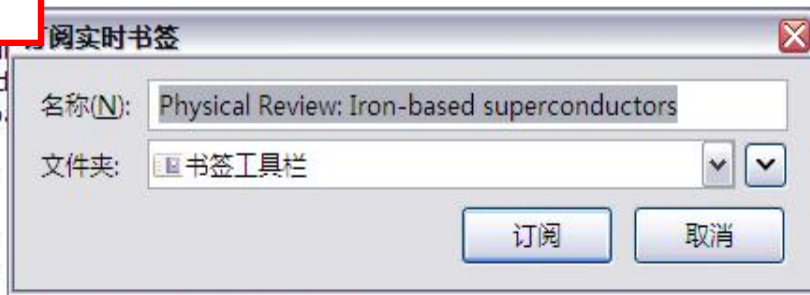 订阅实时书签
名称(N): Physical Review: Iron-based superconductors
文件夹: 书签工具栏
订阅 取消